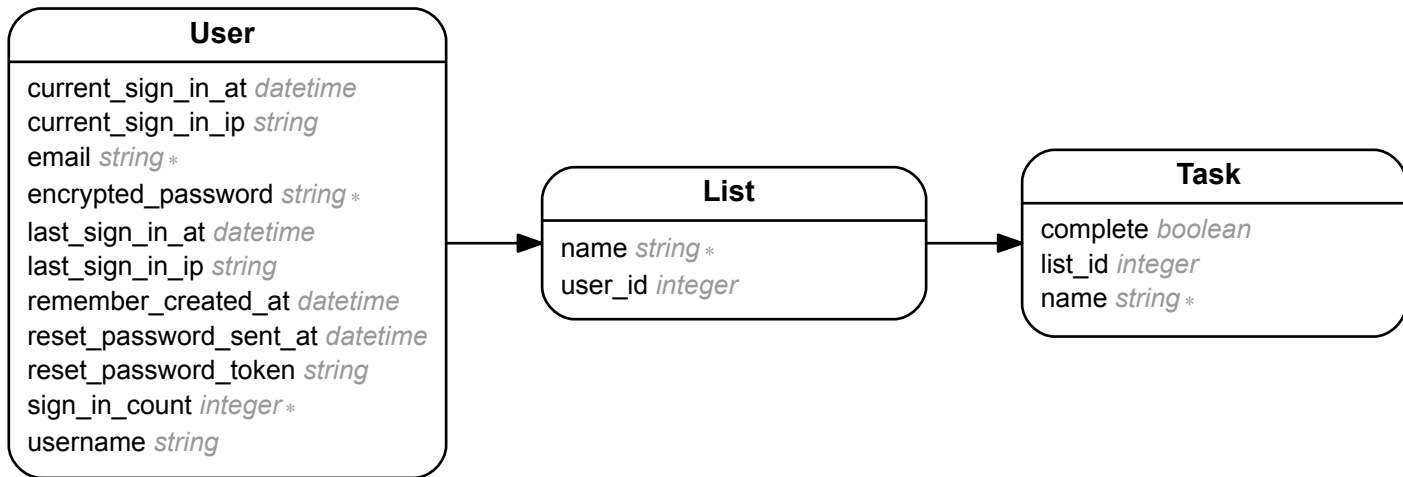 User
current_sign_in_at datetime
current_sign_in_ip string
email string *
encrypted_password string *
last_sign_in_at datetime
last_sign_in_ip string
remember_created_at datetime
reset_password_sent_at datetime
reset_password_token string
sign_in_count integer *
username string
List
name string *
user_id integer
Task
complete boolean
list_id integer
name string *